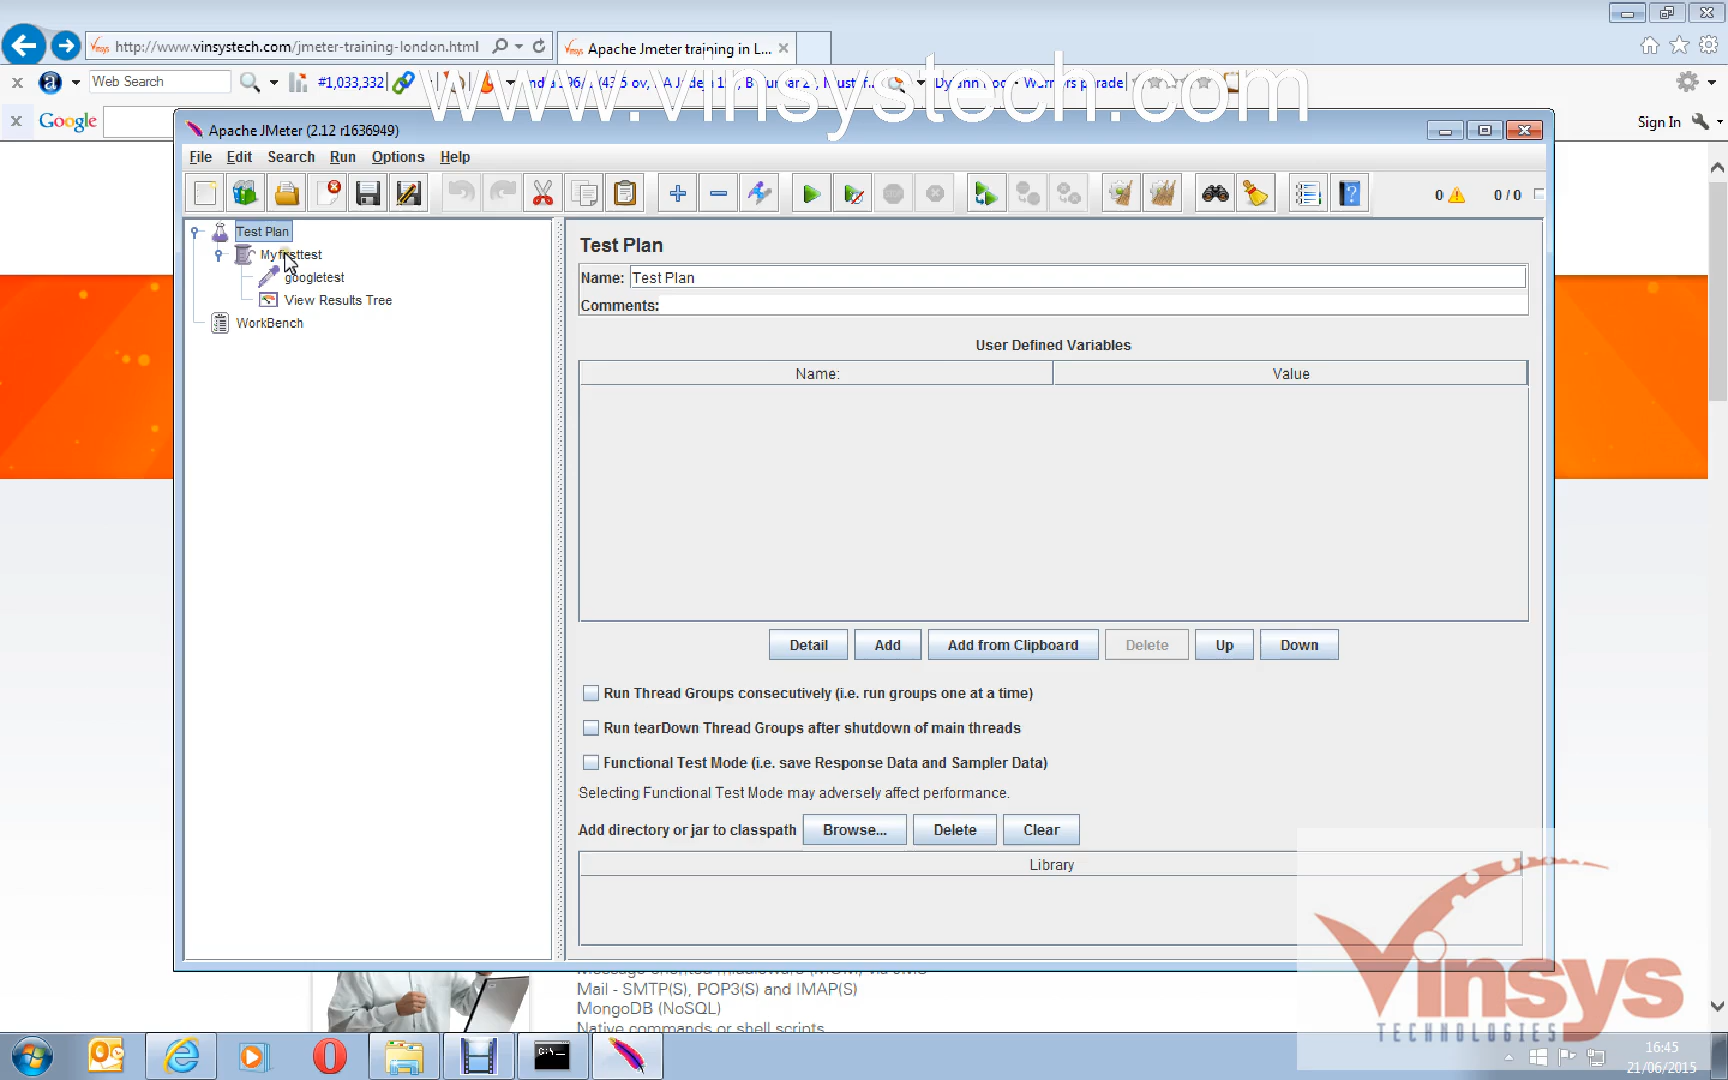 http://www.vinsystech.com/jmeter-training-london.html
Apache Jmeter training in L...
Web Search
#1,033,332
www.vinsystech.com
Google
Sign In
Apache JMeter (2.12 r1636949)
File Edit Search Run Options Help
0 0 / 0
Test Plan
Myfirsttest
googletest
View Results Tree
WorkBench
Test Plan
Name: Test Plan
Comments:
User Defined Variables
Name: Value
Detail Add Add from Clipboard Delete Up Down
Run Thread Groups consecutively (i.e. run groups one at a time)
Run tearDown Thread Groups after shutdown of main threads
Functional Test Mode (i.e. save Response Data and Sampler Data)
Selecting Functional Test Mode may adversely affect performance.
Add directory or jar to classpath Browse... Delete Clear
Library
Mail - SMTP(S), POP3(S) and IMAP(S)
MongoDB (NoSQL)
Native commands or shell scripts
Vinsys
TECHNOLOGIES
C:\_
16:45
21/06/2015